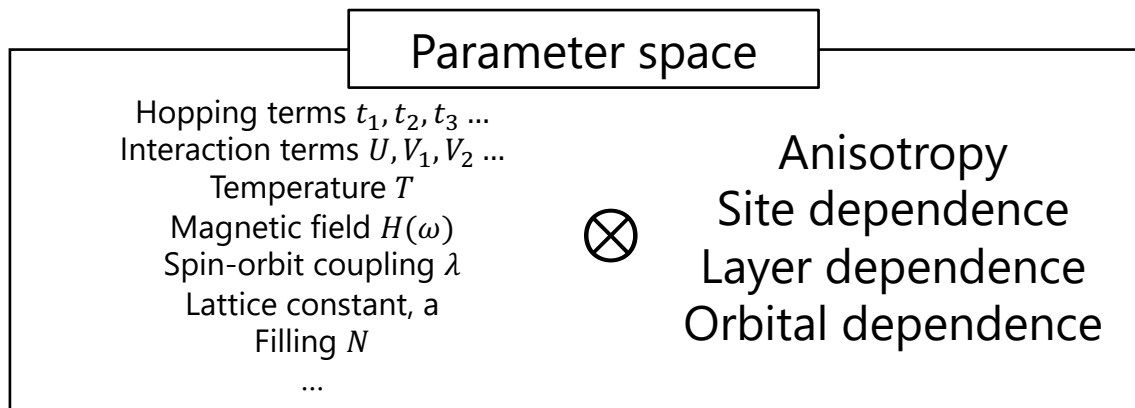 Parameter space
Hopping terms t₁, t₂, t₃ ...
Interaction terms U, V₁, V₂ ...
Temperature T
Magnetic field H(ω)
Spin-orbit coupling λ
Lattice constant, a
Filling N
...
⊗
Anisotropy
Site dependence
Layer dependence
Orbital dependence